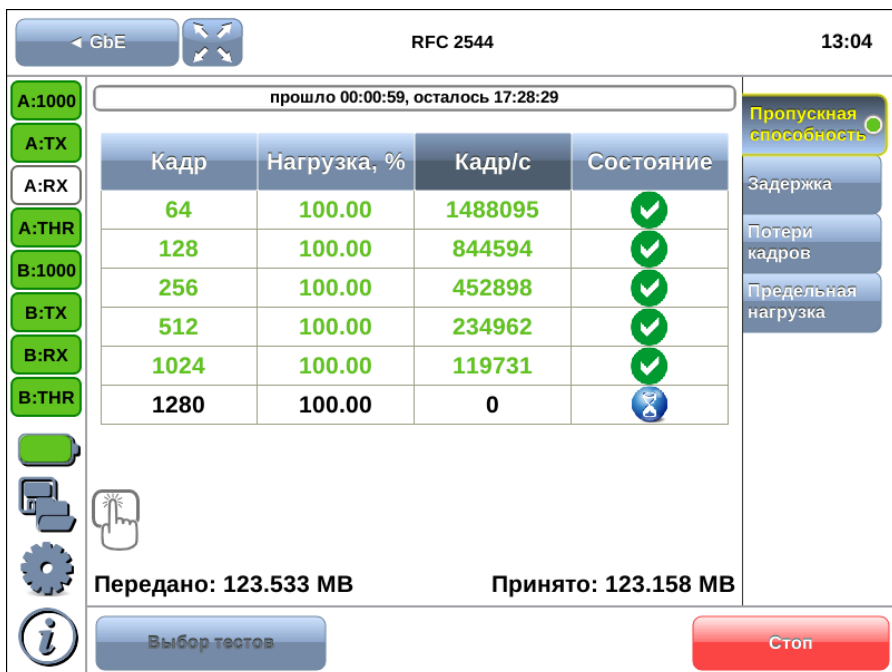 ◄ GbE
RFC 2544
13:04
A:1000
A:TX
A:RX
A:THR
B:1000
B:TX
B:RX
B:THR
прошло 00:00:59, осталось 17:28:29
Кадр Нагрузка, % Кадр/с Состояние
64 100.00 1488095
128 100.00 844594
256 100.00 452898
512 100.00 234962
1024 100.00 119731
1280 100.00 0
Передано: 123.533 MB Принято: 123.158 MB
Пропускная
способность
Задержка
Потери
кадров
Предельная
нагрузка
i
Выбор тестов
Стоп